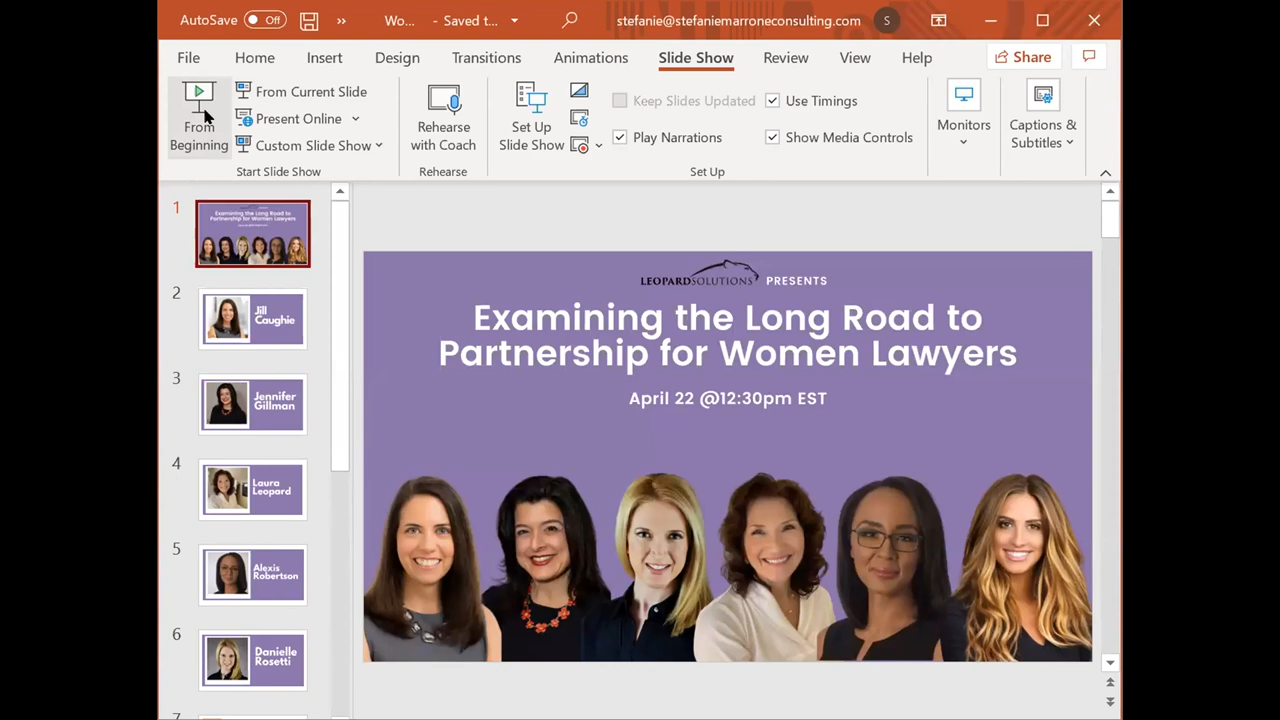 AutoSave Off Wo... - Saved t... stefanie@stefaniemarroneconsulting.com S
File Home Insert Design Transitions Animations Slide Show Review View Help Share
From Beginning
From Current Slide
Present Online
Custom Slide Show
Start Slide Show
Rehearse
with Coach
Rehearse
Set Up
Slide Show
Keep Slides Updated
Play Narrations
Use Timings
Show Media Controls
Set Up
Monitors
Captions &
Subtitles
1
Examining the Long Road to
Partnership for Women Lawyers
2
Jill
Caughie
3
Jennifer
Gillman
4
Laura
Leopard
5
Alexis
Robertson
6
Danielle
Rosetti
7
LEOPARDSOLUTIONS PRESENTS
Examining the Long Road to
Partnership for Women Lawyers
April 22 @12:30pm EST